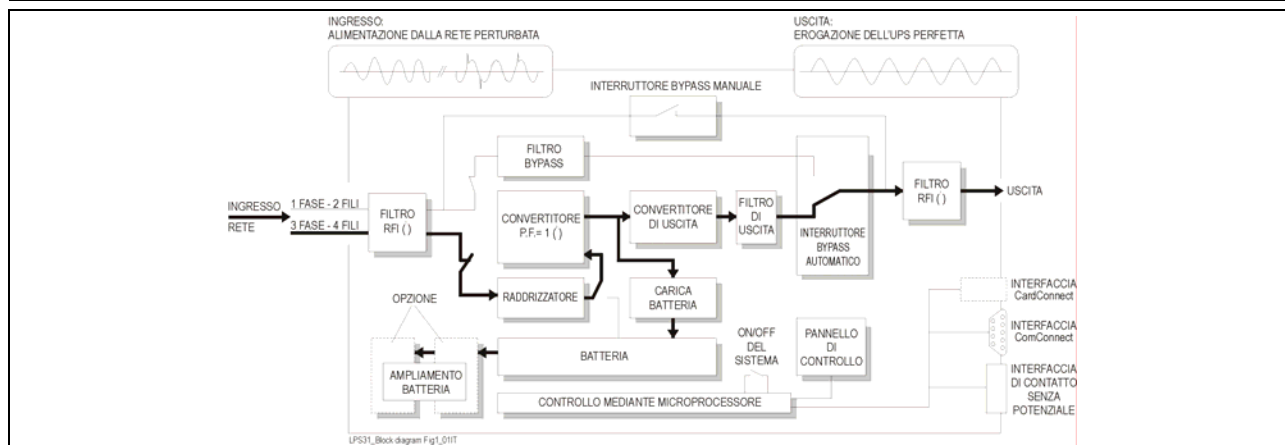 INGRESSO:
ALIMENTAZIONE DALLA RETE PERTURBATA
USCITA:
EROGAZIONE DELL'UPS PERFETTA
INTERRUTTORE BYPASS MANUALE
FILTRO
BYPASS
INGRESSO
RETE
1 FASE - 2 FILI
3 FASE - 4 FILI
FILTRO
RFI ( )
CONVERTITORE
P.F.= 1 ( )
CONVERTITORE
DI USCITA
FILTRO
DI
USCITA
INTERRUTTORE
BYPASS
AUTOMATICO
FILTRO
RFI ( )
USCITA
RADDRIZZATORE
CARICA
BATTERIA
OPZIONE
AMPLIAMENTO
BATTERIA
BATTERIA
ON/OFF
DEL
SISTEMA
PANNELLO
DI
CONTROLLO
CONTROLLO MEDIANTE MICROPROCESSORE
INTERFACCIA
CardConnect
INTERFACCIA
ComConnect
INTERFACCIA
DI CONTATTO
SENZA
POTENZIALE
LPS31_Block diagram Fig1_01IT